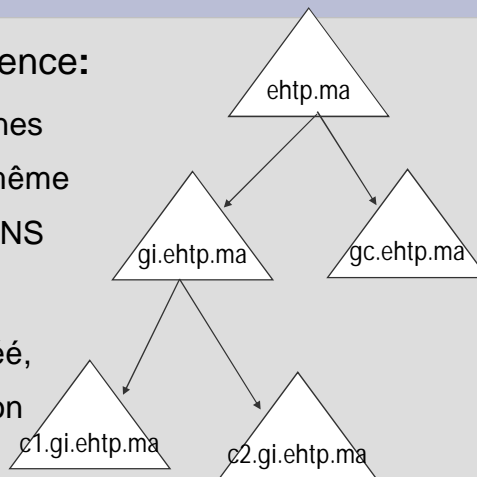 ence:
ehtp.ma
nes
nême
NS
gi.ehtp.ma
gc.ehtp.ma
éé,
on
c1.gi.ehtp.ma
c2.gi.ehtp.ma